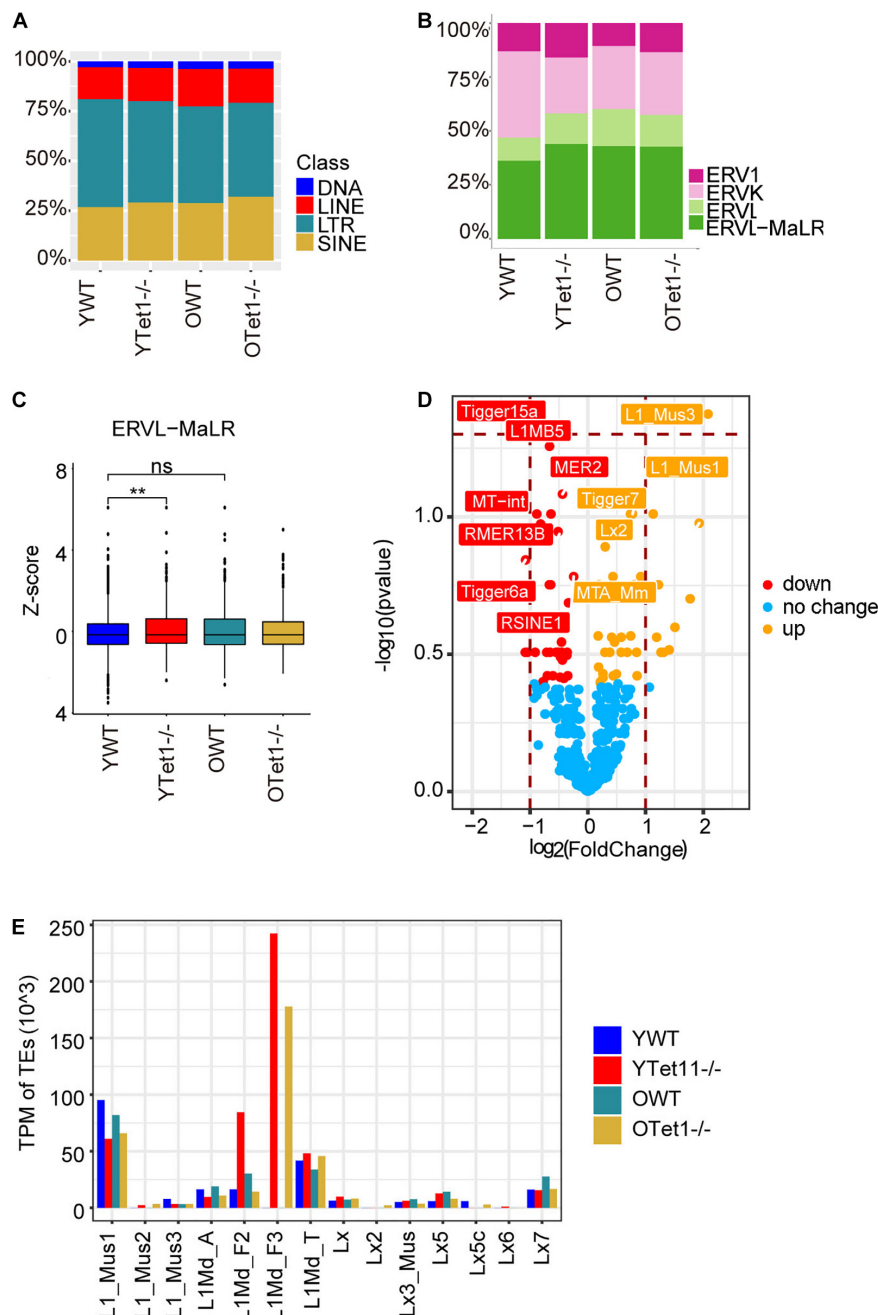 A
100%
75%
50%
25%
0%
YWT
YTet1-/-
OWT
OTet1-/-
Class
DNA
LINE
LTR
SINE
B
100%
75%
50%
25%
0%
YWT
YTet1-/-
OWT
OTet1-/-
ERV1
ERVK
ERVL
ERVL-MaLR
C
ERVL-MaLR
8
4
0
4
Z-score
ns
**
YWT
YTet1-/-
OWT
OTet1-/-
D
Tigger15a
L1_Mus3
L1MB5
MER2
L1_Mus1
MT-int
Tigger7
RMER13B
Lx2
Tigger6a
MTA_Mm
RSINE1
-log10(pvalue)
1.0
0.5
0.0
-2
-1
0
1
2
log2(FoldChange)
down
no change
up
E
TPM of TEs (10^3)
250
200
150
100
50
0
L1_Mus1
L1_Mus2
L1_Mus3
L1Md_A
L1Md_F2
L1Md_F3
L1Md_T
Lx
Lx2
Lx3_Mus
Lx5
Lx5c
Lx6
Lx7
YWT
YTet11-/-
OWT
OTet1-/-